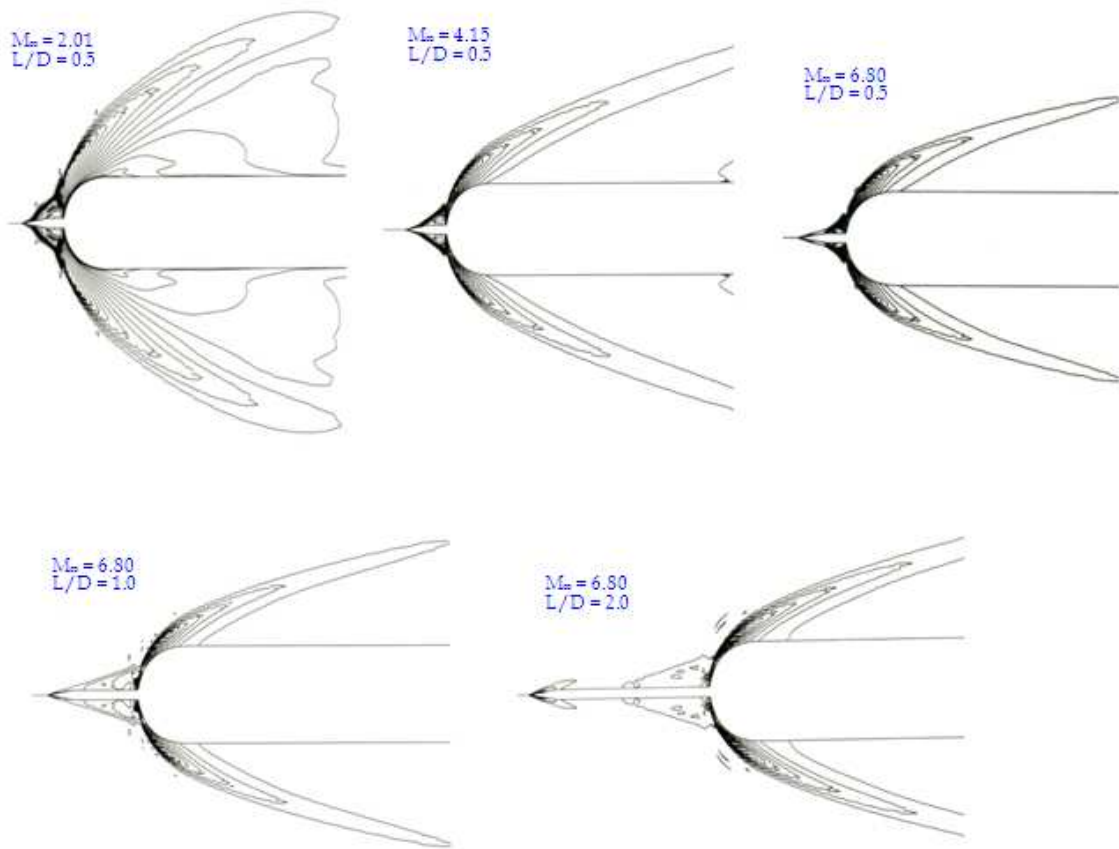 M∞ = 2.01
L/D = 0.5
M∞ = 4.15
L/D = 0.5
M∞ = 6.80
L/D = 0.5
M∞ = 6.80
L/D = 1.0
M∞ = 6.80
L/D = 2.0